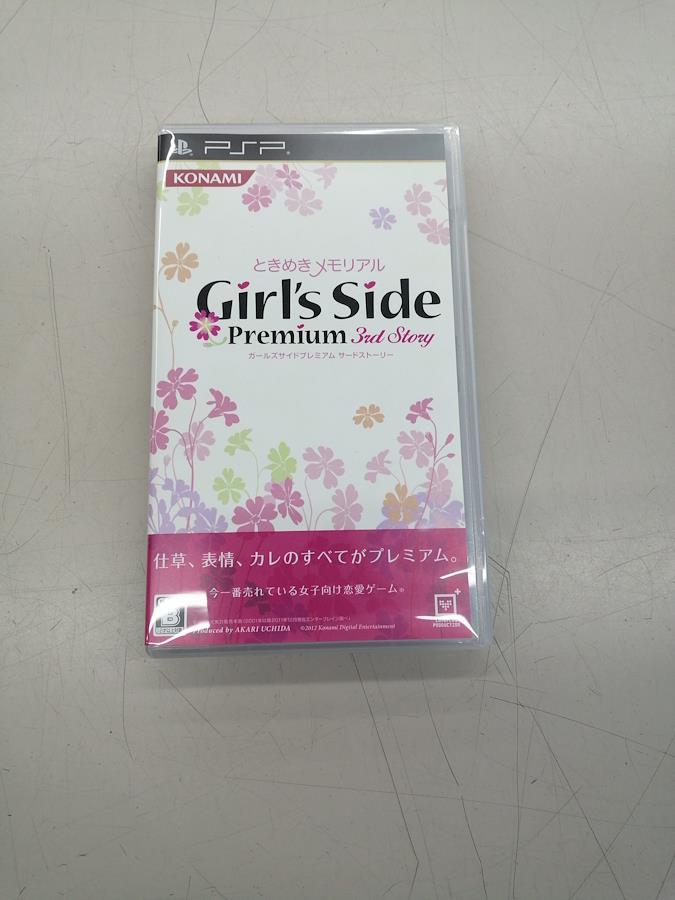 PSP
KONAMI
ときめきメモリアル
Girl's Side
Premium 3rd Story
ガールズサイドプレミアム サードストーリー
仕草、表情、カレのすべてがプレミアム。
今一番売れている女子向け恋愛ゲーム※
B
Produced by AKARI UCHIDA ©2012 Konami Digital Entertainment
PRODUCTION